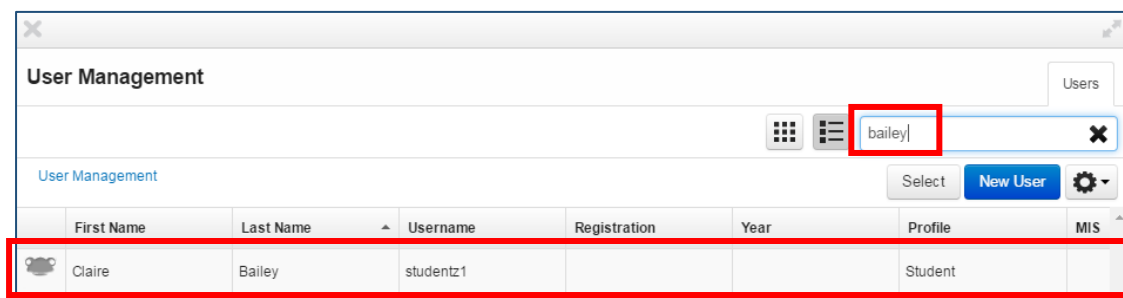 User Management
Users
bailey
User Management
Select New User
First Name Last Name Username Registration Year Profile MIS
Claire Bailey studentz1 Student